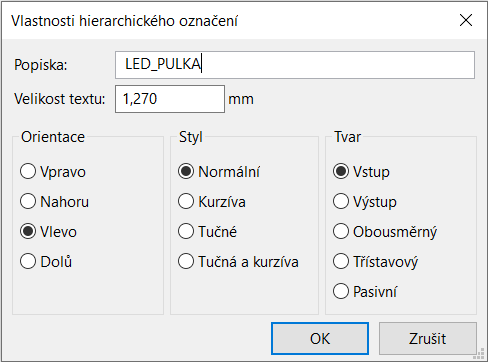 Vlastnosti hierarchického označení
Popiska: LED_PULKA
Velikost textu: 1,270 mm
Orientace Styl Tvar
Vpravo Normální Vstup
Nahoru Kurzíva Výstup
Vlevo Tučné Obousměrný
Dolů Tučná a kurzíva Třístavový
Pasivní
OK Zrušit